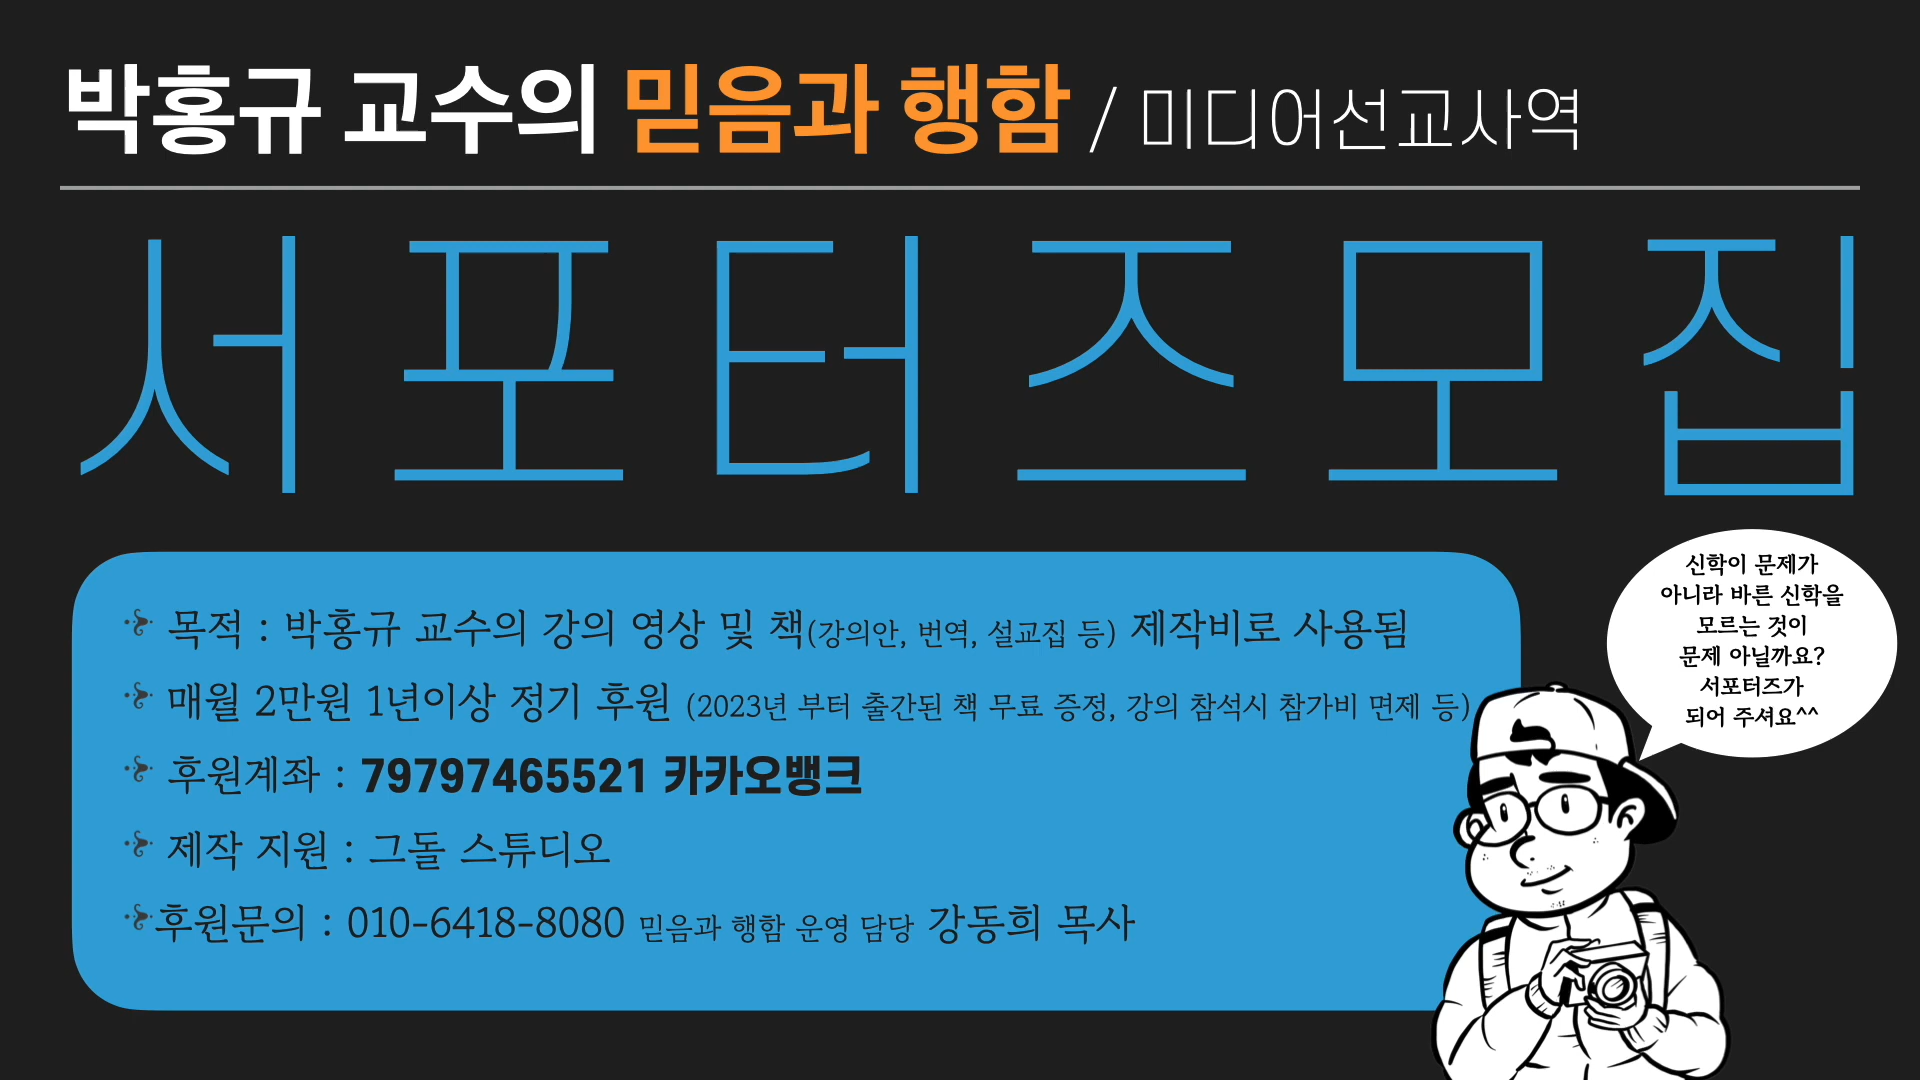 박홍규 교수의 믿음과 행함 / 미디어선교사역
서포터즈모집
목적 : 박홍규 교수의 강의 영상 및 책(강의안, 번역, 설교집 등) 제작비로 사용됨
매월 2만원 1년이상 정기 후원 (2023년 부터 출간된 책 무료 증정, 강의 참석시 참가비 면제 등)
후원계좌 : 79797465521 카카오뱅크
제작 지원 : 그돌 스튜디오
후원문의 : 010-6418-8080 믿음과 행함 운영 담당 강동희 목사
신학이 문제가
아니라 바른 신학을
모르는 것이
문제 아닐까요?
서포터즈가
되어 주셔요^^